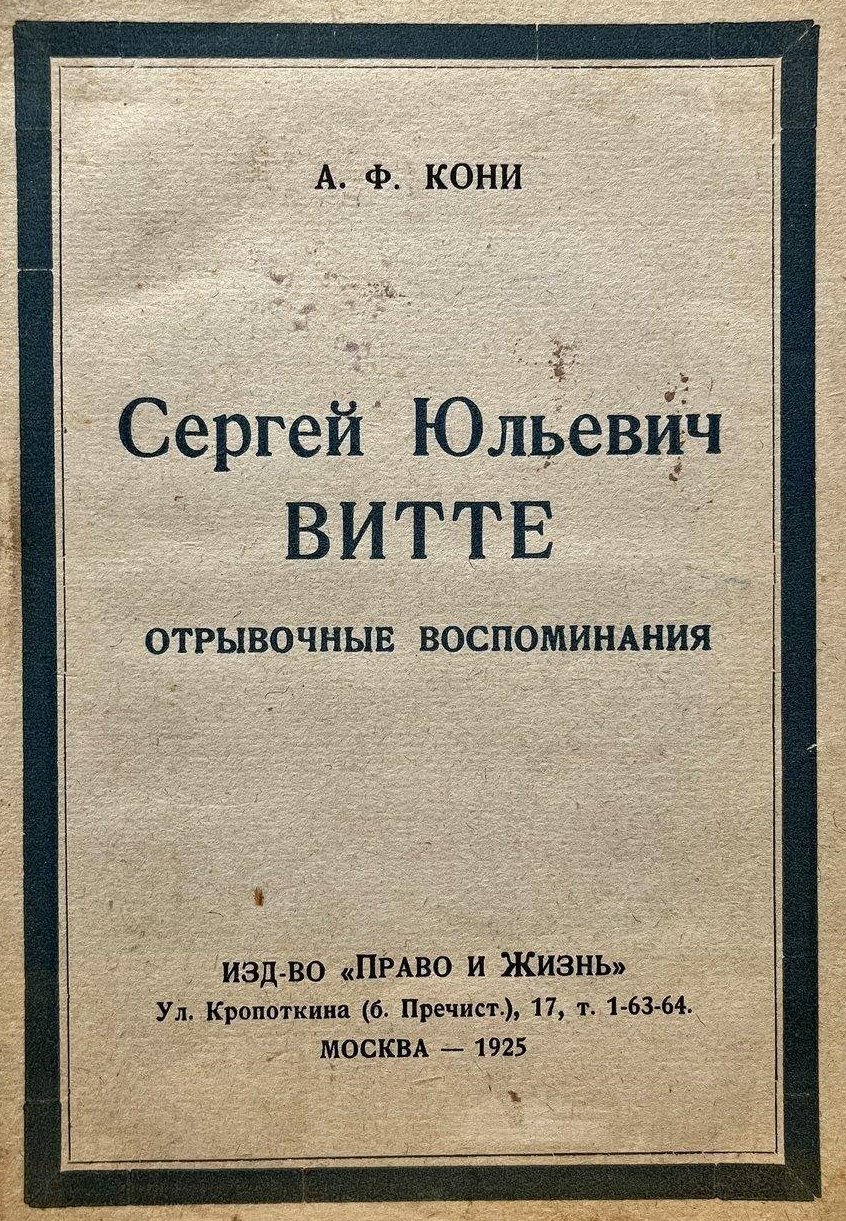 А. Ф. КОНИ
Сергей Юльевич
ВИТТЕ
ОТРЫВОЧНЫЕ ВОСПОМИНАНИЯ
ИЗД-ВО «ПРАВО И ЖИЗНЬ»
Ул. Кропоткина (б. Пречист.), 17, т. 1-63-64.
МОСКВА — 1925